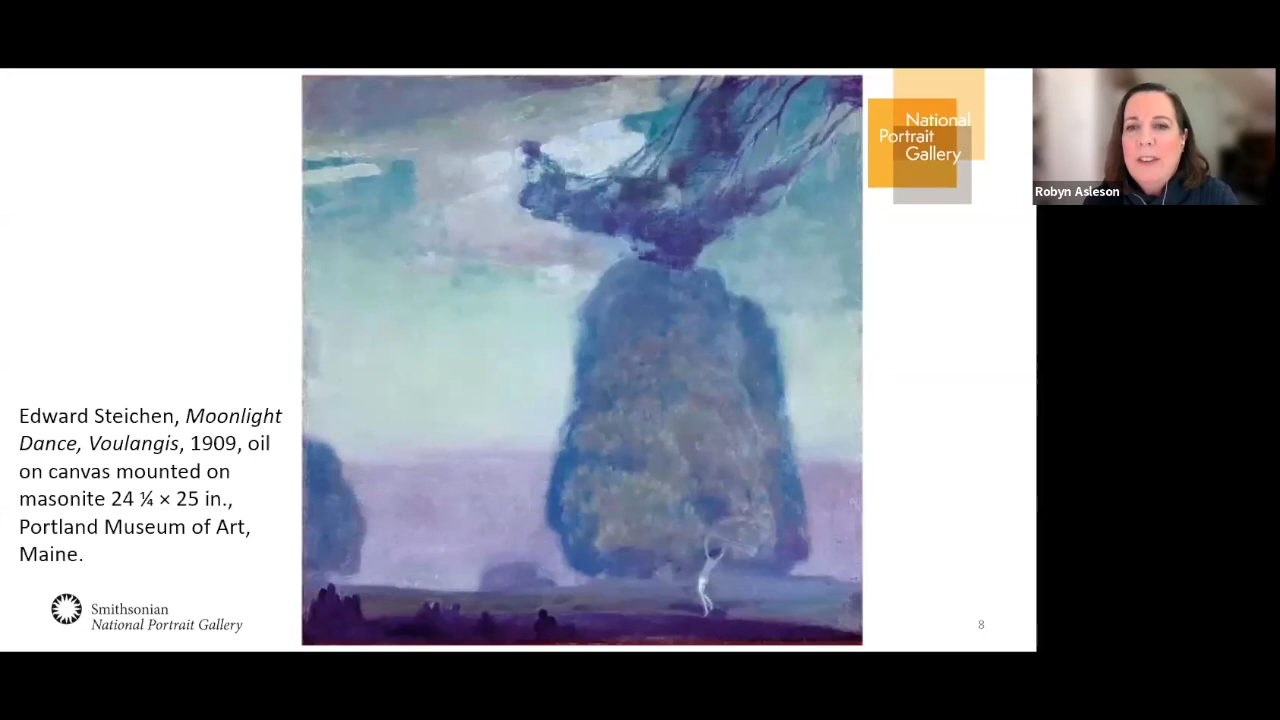 National
Portrait
Gallery
Robyn Asleson
Edward Steichen, Moonlight
Dance, Voulangis, 1909, oil
on canvas mounted on
masonite 24 ¼ × 25 in.,
Portland Museum of Art,
Maine.
Smithsonian
National Portrait Gallery
8